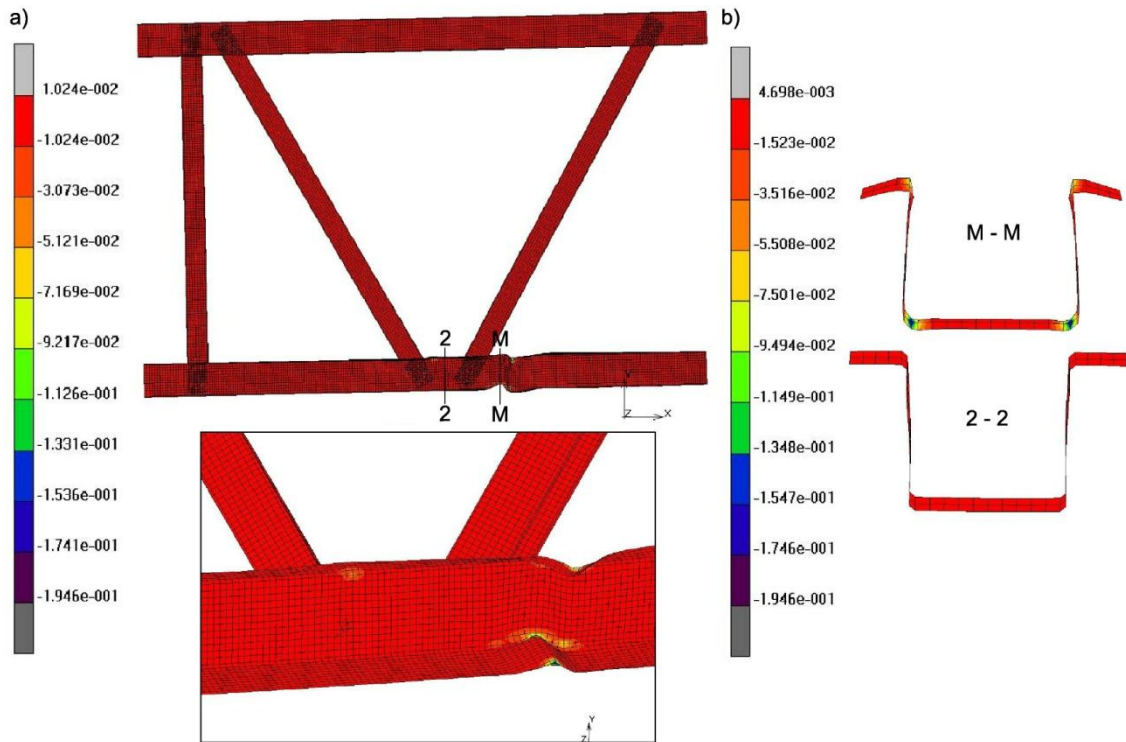 a)
1.024e-002
-1.024e-002
-3.073e-002
-5.121e-002
-7.169e-002
-9.217e-002
-1.126e-001
-1.331e-001
-1.536e-001
-1.741e-001
-1.946e-001
2
M
2
M
Y
Z
X
Y
Z
b)
4.698e-003
-1.523e-002
-3.516e-002
-5.508e-002
-7.501e-002
-9.494e-002
-1.149e-001
-1.348e-001
-1.547e-001
-1.746e-001
-1.946e-001
M - M
2 - 2